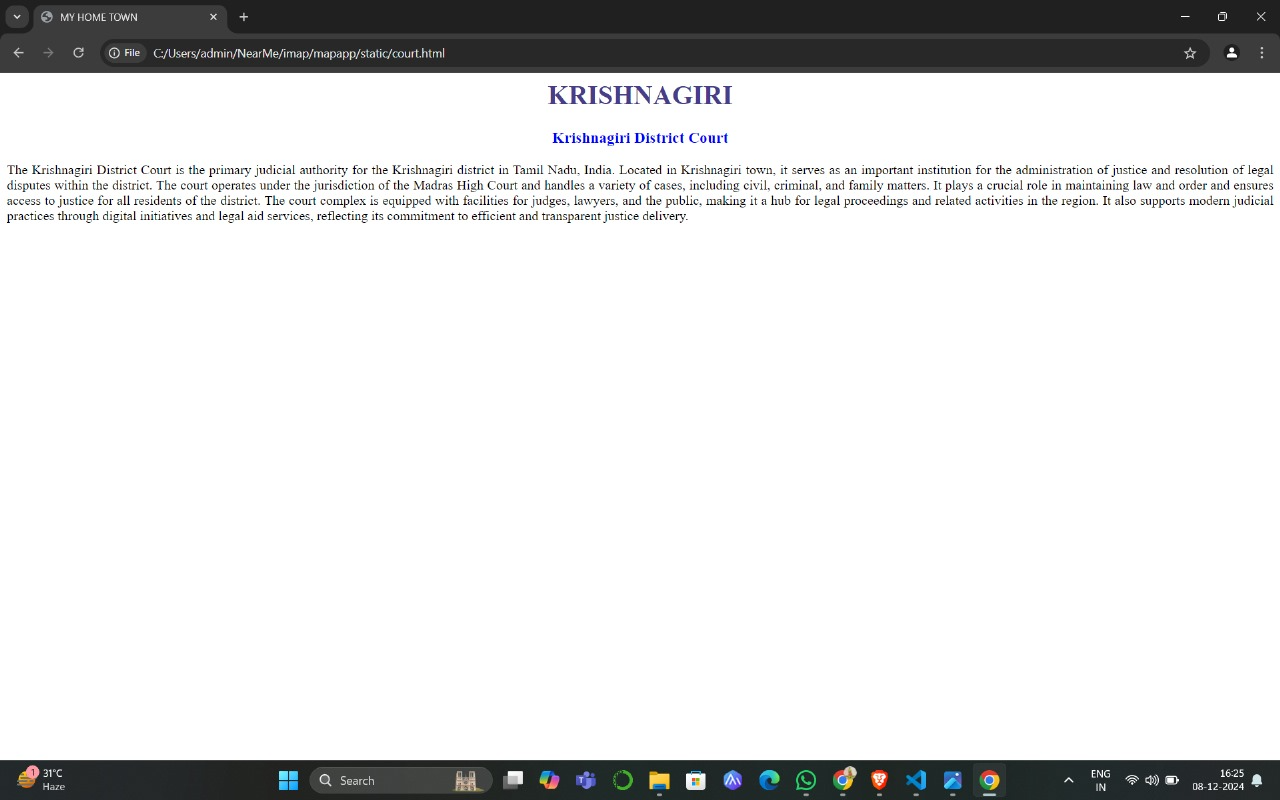 MY HOME TOWN
File C:/Users/admin/NearMe/imap/mapapp/static/court.html
KRISHNAGIRI
Krishnagiri District Court
The Krishnagiri District Court is the primary judicial authority for the Krishnagiri district in Tamil Nadu, India. Located in Krishnagiri town, it serves as an important institution for the administration of justice and resolution of legal
disputes within the district. The court operates under the jurisdiction of the Madras High Court and handles a variety of cases, including civil, criminal, and family matters. It plays a crucial role in maintaining law and order and ensures
access to justice for all residents of the district. The court complex is equipped with facilities for judges, lawyers, and the public, making it a hub for legal proceedings and related activities in the region. It also supports modern judicial
practices through digital initiatives and legal aid services, reflecting its commitment to efficient and transparent justice delivery.
1
31°C
Haze
Search
ENG
IN
16:25
08-12-2024